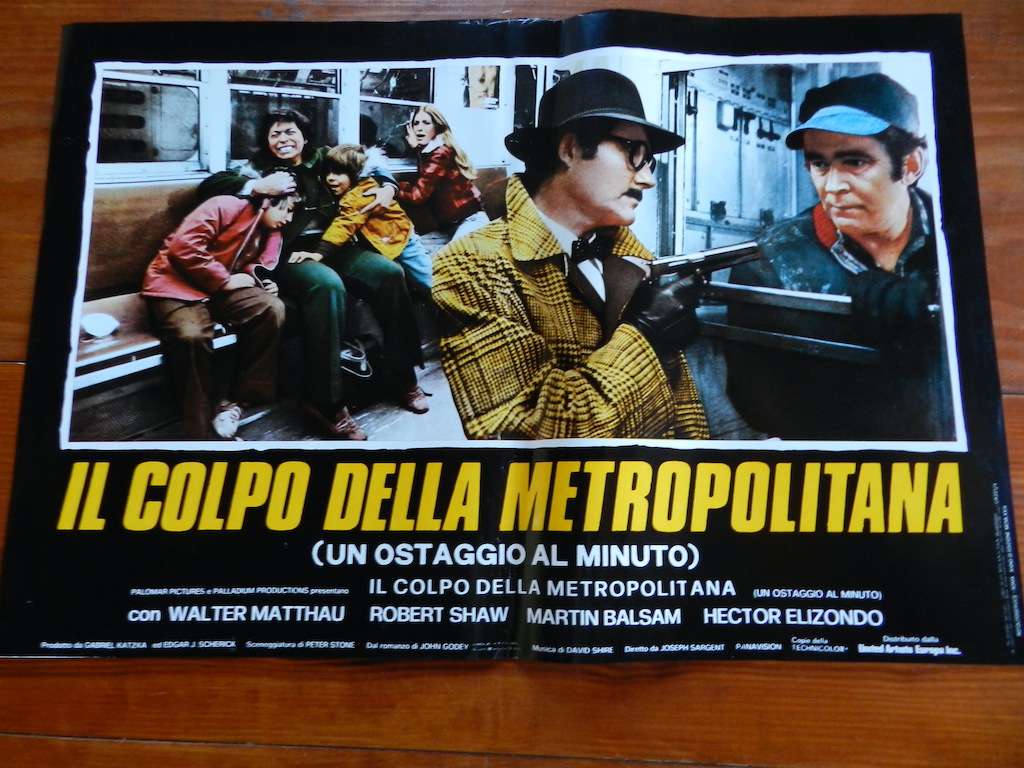 IL COLPO DELLA METROPOLITANA
(UN OSTAGGIO AL MINUTO)
PALOMAR PICTURES e PALLADIUM PRODUCTIONS presentano IL COLPO DELLA METROPOLITANA (UN OSTAGGIO AL MINUTO)
con WALTER MATTHAU ROBERT SHAW MARTIN BALSAM HECTOR ELIZONDO
Prodotto da GABRIEL KATZKA ed EDGAR J. SCHERICK Sceneggiatura di PETER STONE Dal romanzo di JOHN GODEY Musica di DAVID SHIRE Diretto da JOSEPH SARGENT PANAVISION Copie della TECHNICOLOR Distribuito dalla United Artists Europa Inc.